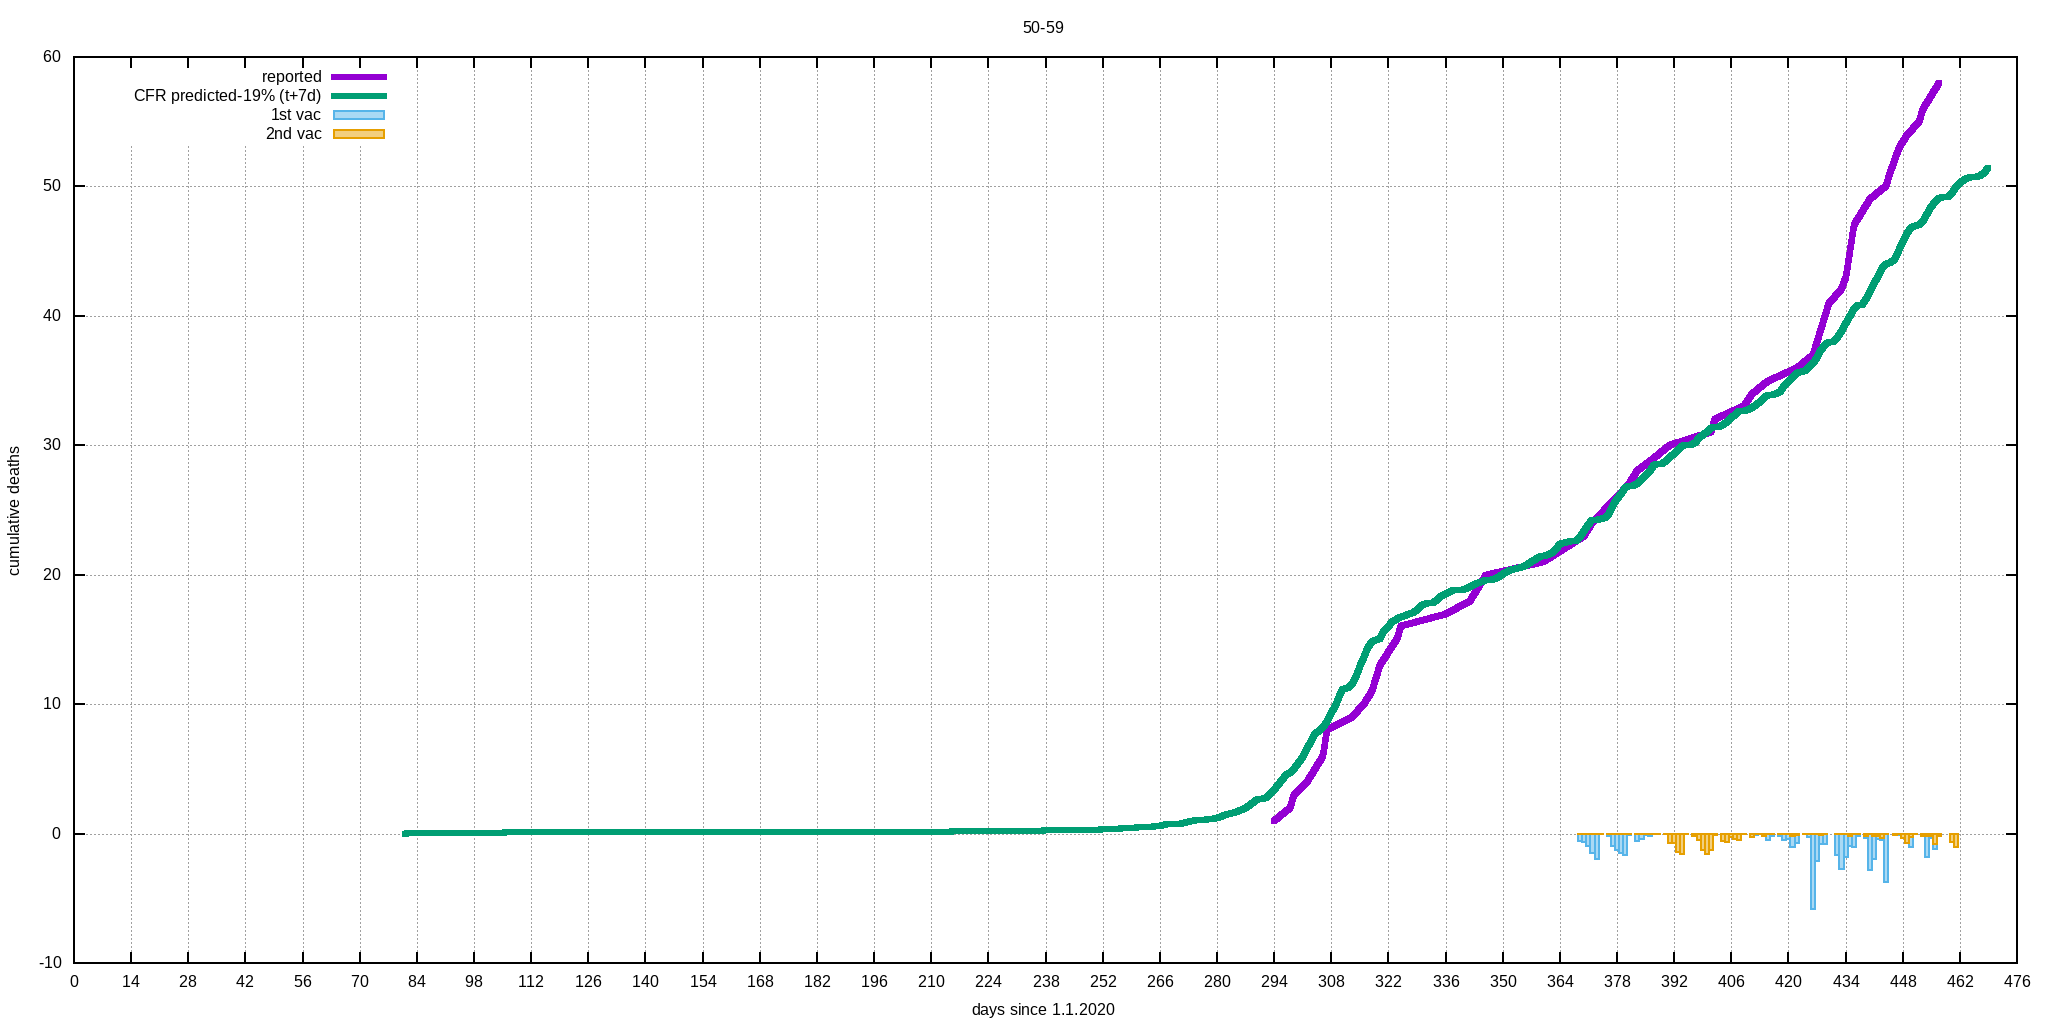 50-59
60
50
40
30
20
10
0
-10
cumulative deaths
reported
CFR predicted-19% (t+7d)
1st vac
2nd vac
0 14 28 42 56 70 84 98 112 126 140 154 168 182 196 210 224 238 252 266 280 294 308 322 336 350 364 378 392 406 420 434 448 462 476
days since 1.1.2020